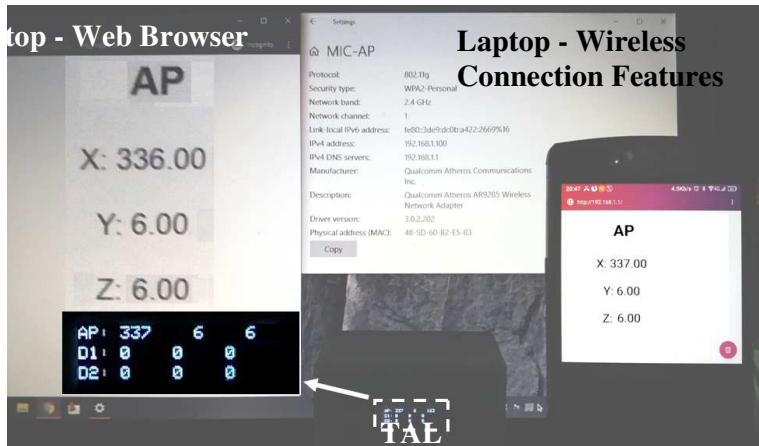 top - Web Browser
Incognito
AP
X: 336.00
Y: 6.00
Z: 6.00
AP: 337 6 6
D1: 0 0 0
D2: 0 0 0
Settings
MIC-AP
Laptop - Wireless
Connection Features
Protocol: 802.11g
Security type: WPA2-Personal
Network band: 2.4 GHz
Network channel: 1
Link-local IPv6 address: fe80::3de9:dc0b:a422:2669%16
IPv4 address: 192.168.1.100
IPv4 DNS servers: 192.168.1.1
Manufacturer: Qualcomm Atheros Communications
Inc.
Description: Qualcomm Atheros AR9285 Wireless
Network Adapter
Driver version: 3.0.2.202
Physical address (MAC): 48-5D-60-B2-E5-83
Copy
20:47
http://192.168.1.1/
AP
X: 337.00
Y: 6.00
Z: 6.00
TAL